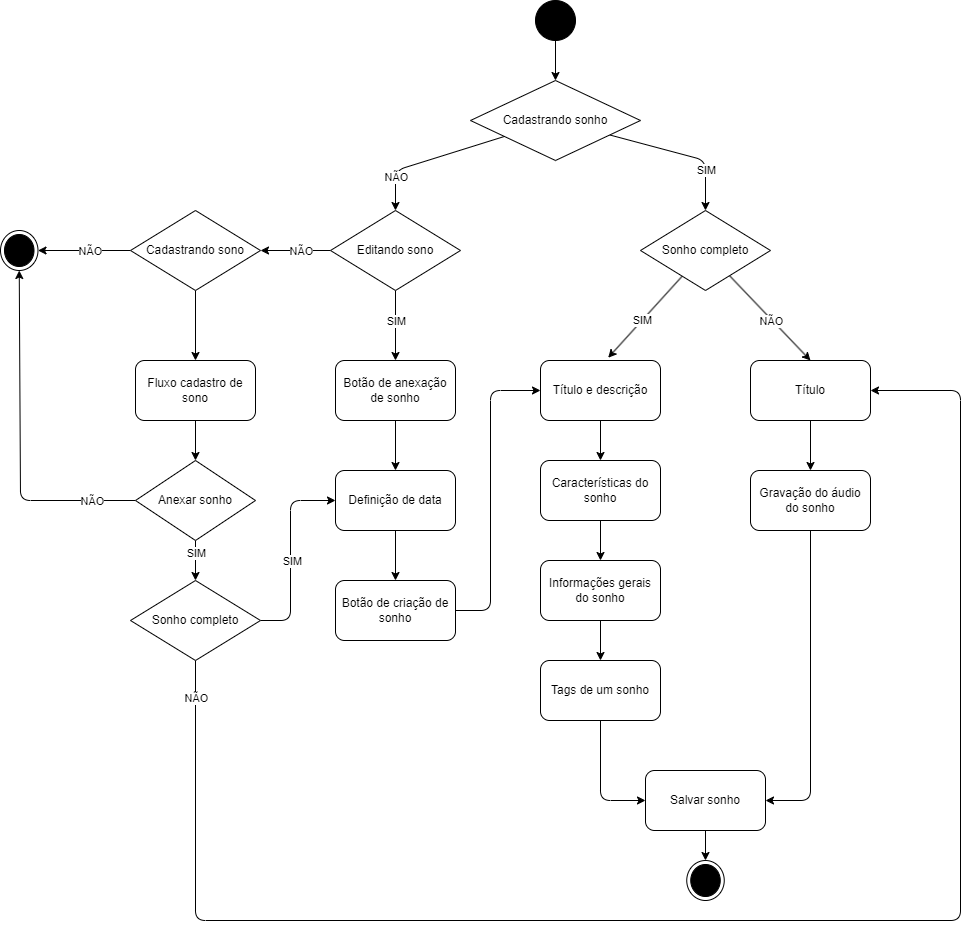 Cadastrando sonho
NÃO
SIM
Cadastrando sono
Editando sono
Sonho completo
NÃO
NÃO
SIM
SIM
NÃO
Fluxo cadastro de
sono
Botão de anexação
de sonho
Título e descrição
Título
Anexar sonho
NÃO
Definição de data
Características do
sonho
Gravação do áudio
do sonho
SIM
SIM
Sonho completo
Botão de criação de
sonho
Informações gerais
do sonho
NÃO
Tags de um sonho
Salvar sonho